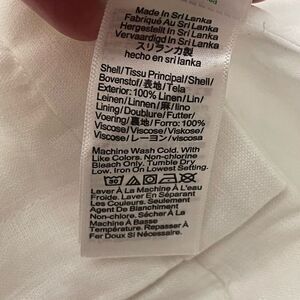 Made in Sri Lanka
Fabriqué Au Sri Lanka
Hergestellt In Sri Lanka
Vervaardigd In Sri Lanka
スリランカ製
hecho en sri lanka
Shell/Tissu Principal/Shell/
Bovenstof/表地/Tela
Exterior: 100% Linen/Lin/
Leinen/Linnen/麻/lino
Lining/Doublure/Futter/
Voering/裏地/Forro: 100%
Viscose/Viscose/Viskose/
Viscose/レーヨン/viscosa
Machine Wash Cold. With
Like Colors. Non-chlorine
Bleach Only. Tumble Dry
Low. Iron On Lowest Setting.
30
Laver À La Machine À L'eau
Froide. Laver En Séparant
Les Couleurs. Seulement
Agent De Blanchiment
Non-chlore. Sécher À La
Machine À Basse
Température. Repasser À
Fer Doux Si Nécessaire.